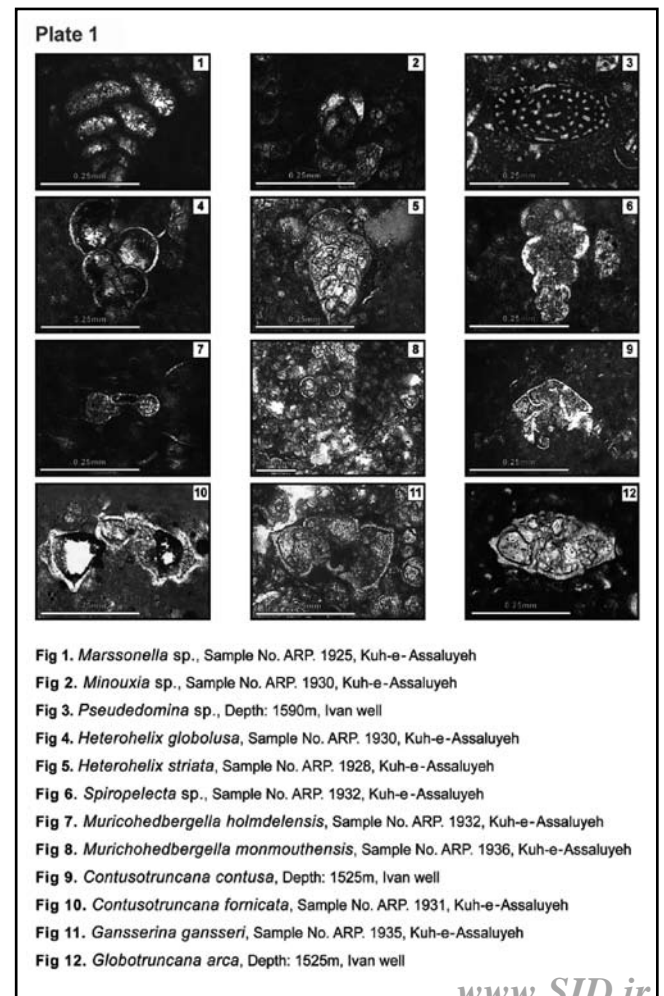 Plate 1
1
2
3
0.25mm
0.25mm
0.25mm
4
5
6
0.25mm
0.25mm
0.25mm
7
8
9
0.25mm
0.25mm
10
11
12
0.25mm
0.25mm
Fig 1. Marssonella sp., Sample No. ARP. 1925, Kuh-e-Assaluyeh
Fig 2. Minouxia sp., Sample No. ARP. 1930, Kuh-e-Assaluyeh
Fig 3. Pseudedomina sp., Depth: 1590m, Ivan well
Fig 4. Heterohelix globolusa, Sample No. ARP. 1930, Kuh-e-Assaluyeh
Fig 5. Heterohelix striata, Sample No. ARP. 1928, Kuh-e-Assaluyeh
Fig 6. Spiropelecta sp., Sample No. ARP. 1932, Kuh-e-Assaluyeh
Fig 7. Muricohedbergella holmdelensis, Sample No. ARP. 1932, Kuh-e-Assaluyeh
Fig 8. Murichohedbergella monmouthensis, Sample No. ARP. 1936, Kuh-e-Assaluyeh
Fig 9. Contusotruncana contusa, Depth: 1525m, Ivan well
Fig 10. Contusotruncana fornicata, Sample No. ARP. 1931, Kuh-e-Assaluyeh
Fig 11. Gansserina gansseri, Sample No. ARP. 1935, Kuh-e-Assaluyeh
Fig 12. Globotruncana arca, Depth: 1525m, Ivan well
www.SID.ir